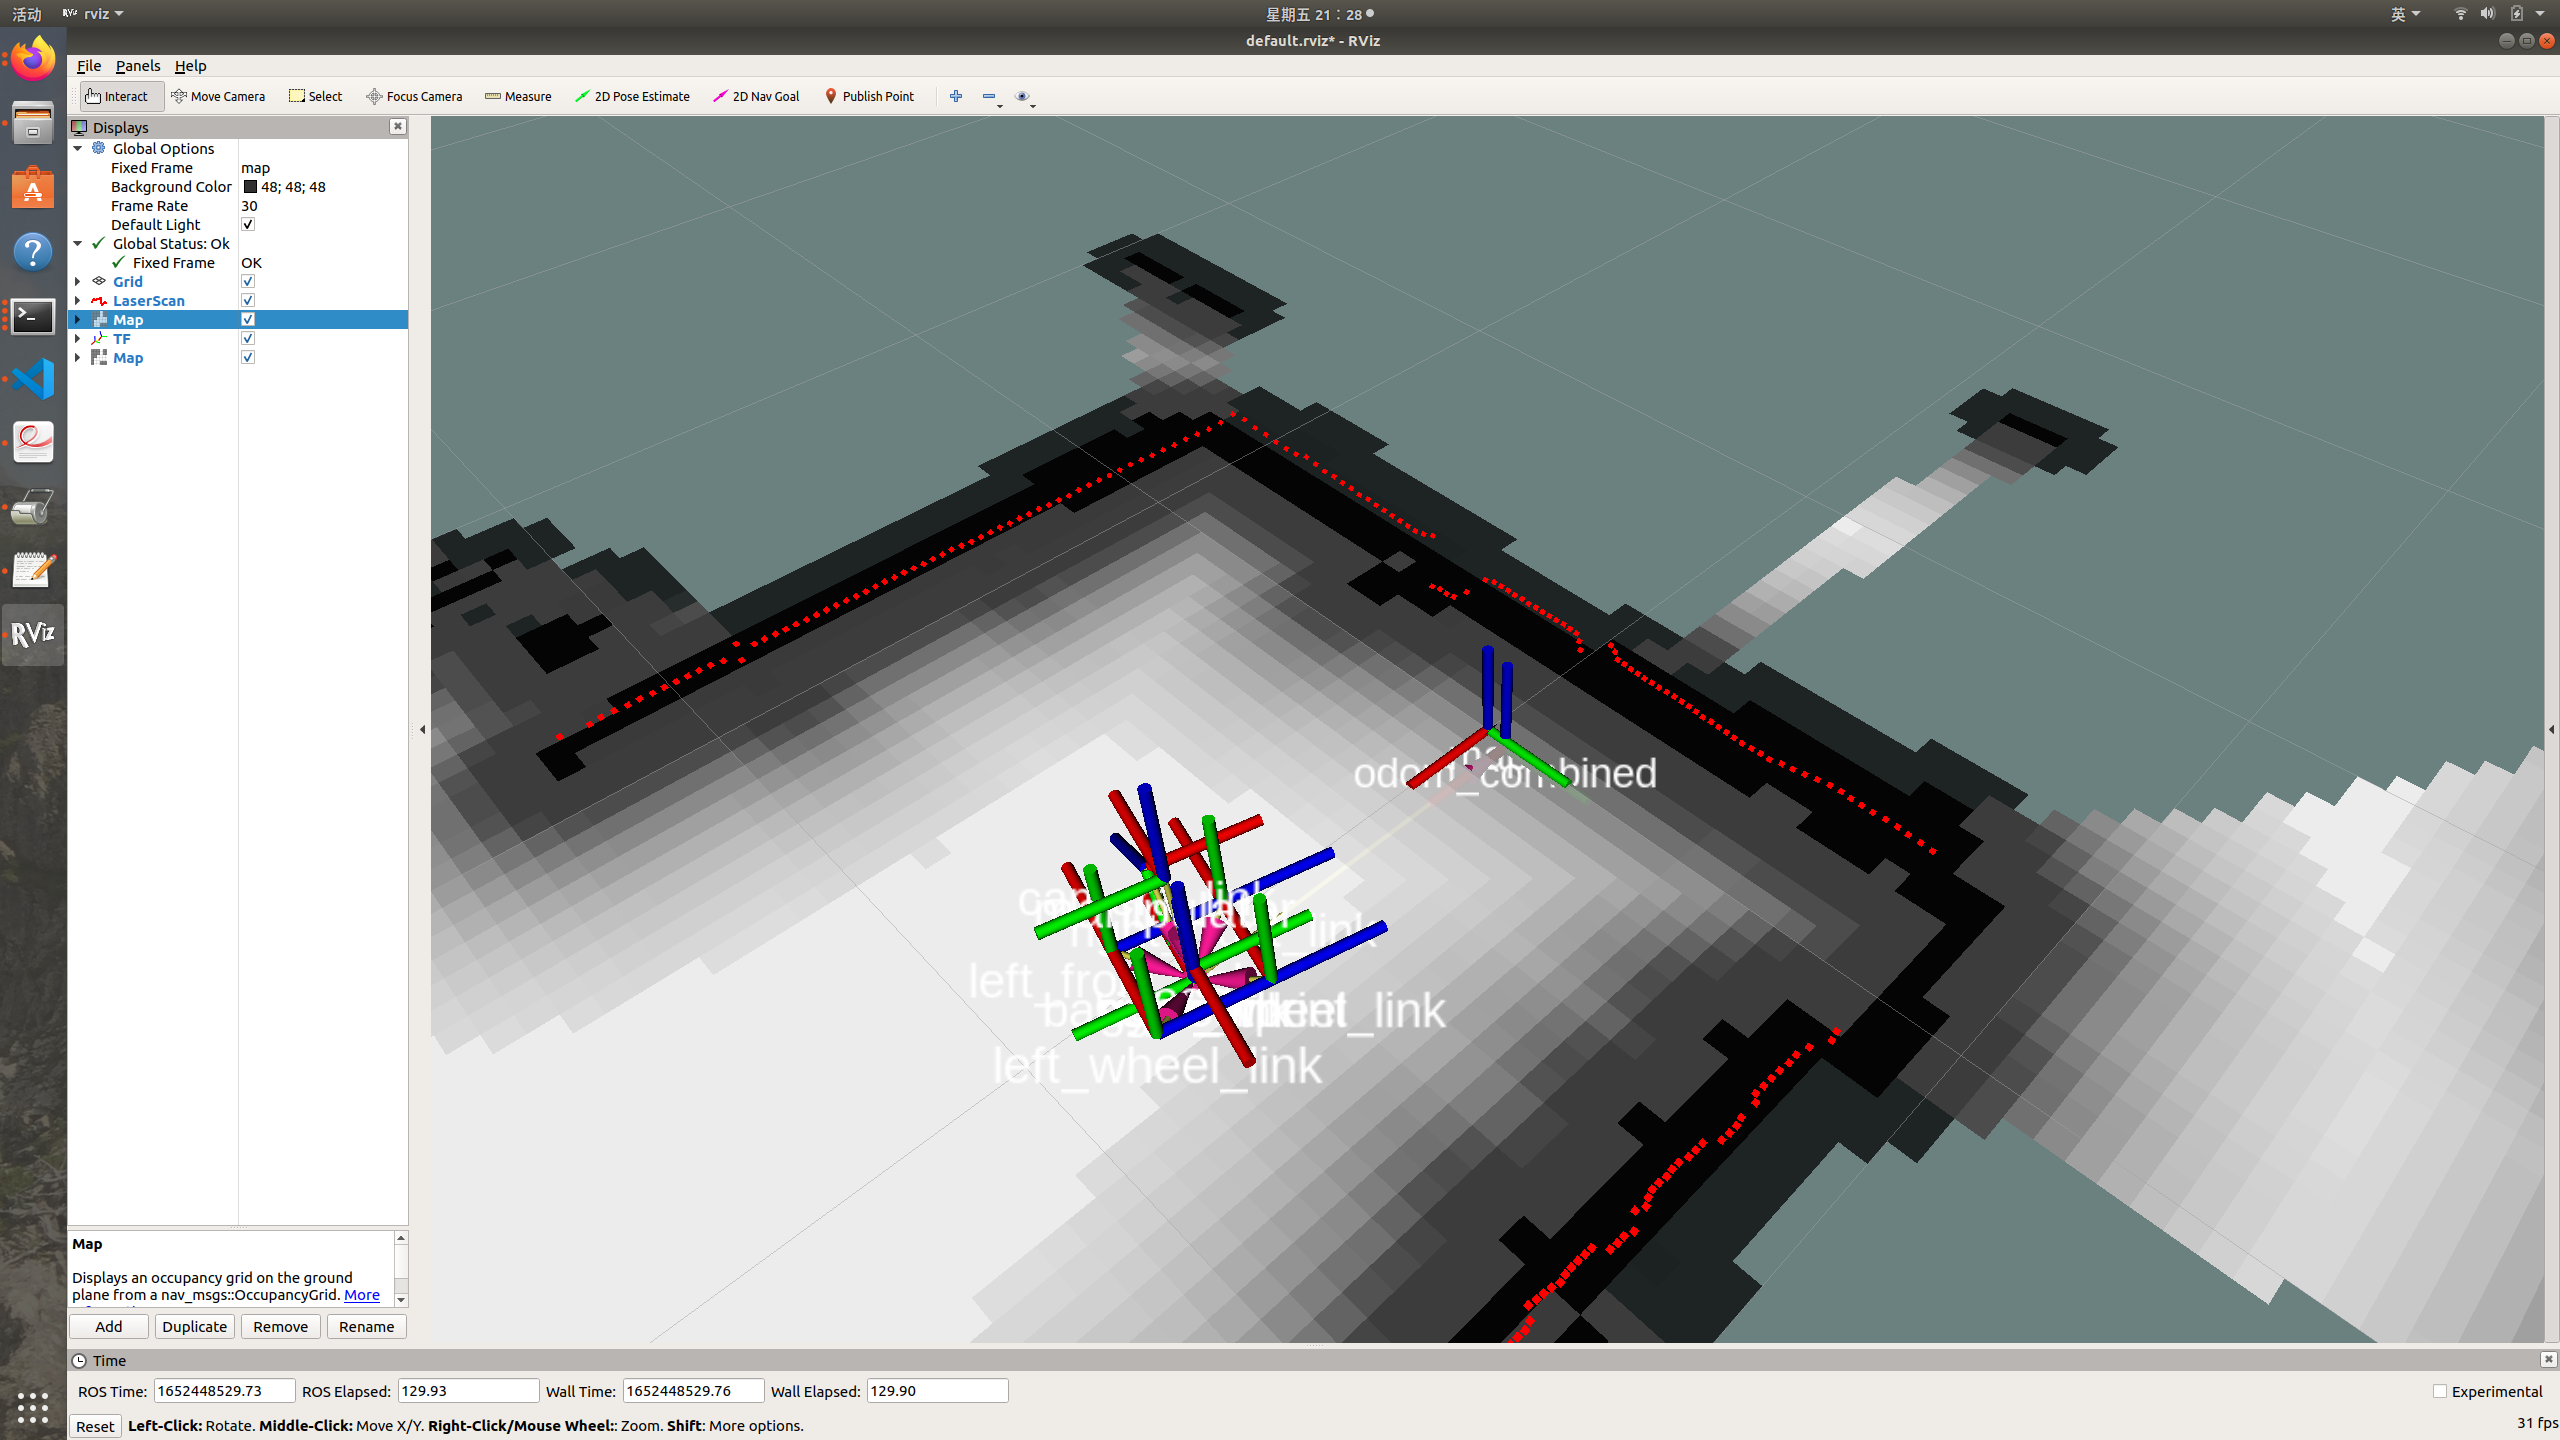 活动 rviz 星期五 21：28 英
default.rviz* - RViz
File Panels Help
Interact Move Camera Select Focus Camera Measure 2D Pose Estimate 2D Nav Goal Publish Point
Displays
Global Options
Fixed Frame map
Background Color 48; 48; 48
Frame Rate 30
Default Light
Global Status: Ok
Fixed Frame OK
Grid
LaserScan
Map
TF
Map
RViz
odom_combined
left_wheel_link
Map
Displays an occupancy grid on the ground
plane from a nav_msgs::OccupancyGrid. More
Add Duplicate Remove Rename
Time
ROS Time: 1652448529.73 ROS Elapsed: 129.93 Wall Time: 1652448529.76 Wall Elapsed: 129.90 Experimental
Reset Left-Click: Rotate. Middle-Click: Move X/Y. Right-Click/Mouse Wheel:: Zoom. Shift: More options. 31 fps